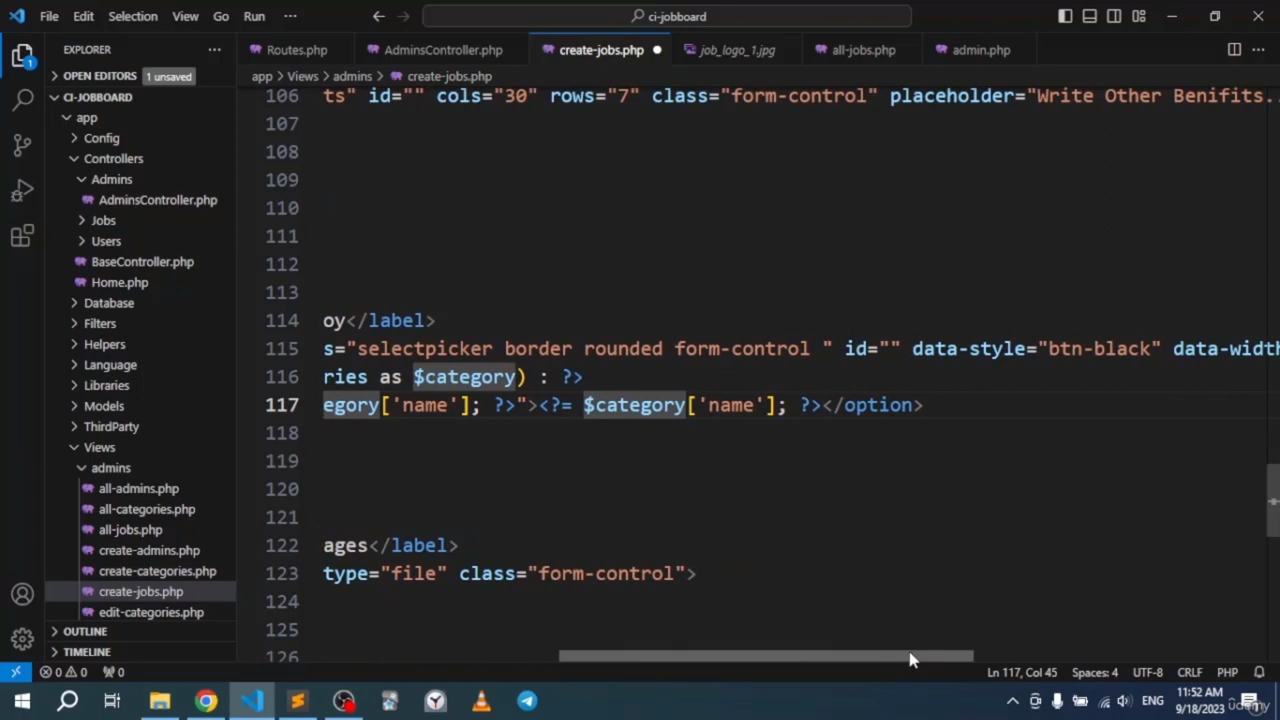 File Edit Selection View Go Run ··· ci-jobboard
EXPLORER ··· Routes.php AdminsController.php create-jobs.php job_logo_1.jpg all-jobs.php admin.php
OPEN EDITORS 1 unsaved app > Views > admins > create-jobs.php
CI-JOBBOARD
app
Config
Controllers
Admins
AdminsController.php
Jobs
Users
BaseController.php
Home.php
Database
Filters
Helpers
Language
Libraries
Models
ThirdParty
Views
admins
all-admins.php
all-categories.php
all-jobs.php
create-admins.php
create-categories.php
create-jobs.php
edit-categories.php
OUTLINE
TIMELINE
106 ts" id="" cols="30" rows="7" class="form-control" placeholder="Write Other Benifits..
107
108
109
110
111
112
113
114 oy</label>
115 s="selectpicker border rounded form-control " id="" data-style="btn-black" data-width
116 ries as $category) : ?>
117 egory['name']; ?>"><?= $category['name']; ?></option>
118
119
120
121
122 ages</label>
123 type="file" class="form-control">
124
125
126
0 0 0 Ln 117, Col 45 Spaces: 4 UTF-8 CRLF PHP
1
ENG 11:52 AM
9/18/2023
udemy